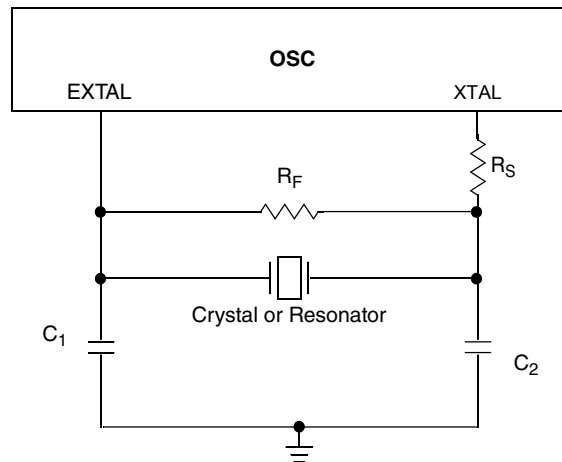 OSC
EXTAL
XTAL
R_S
R_F
Crystal or Resonator
C_1
C_2